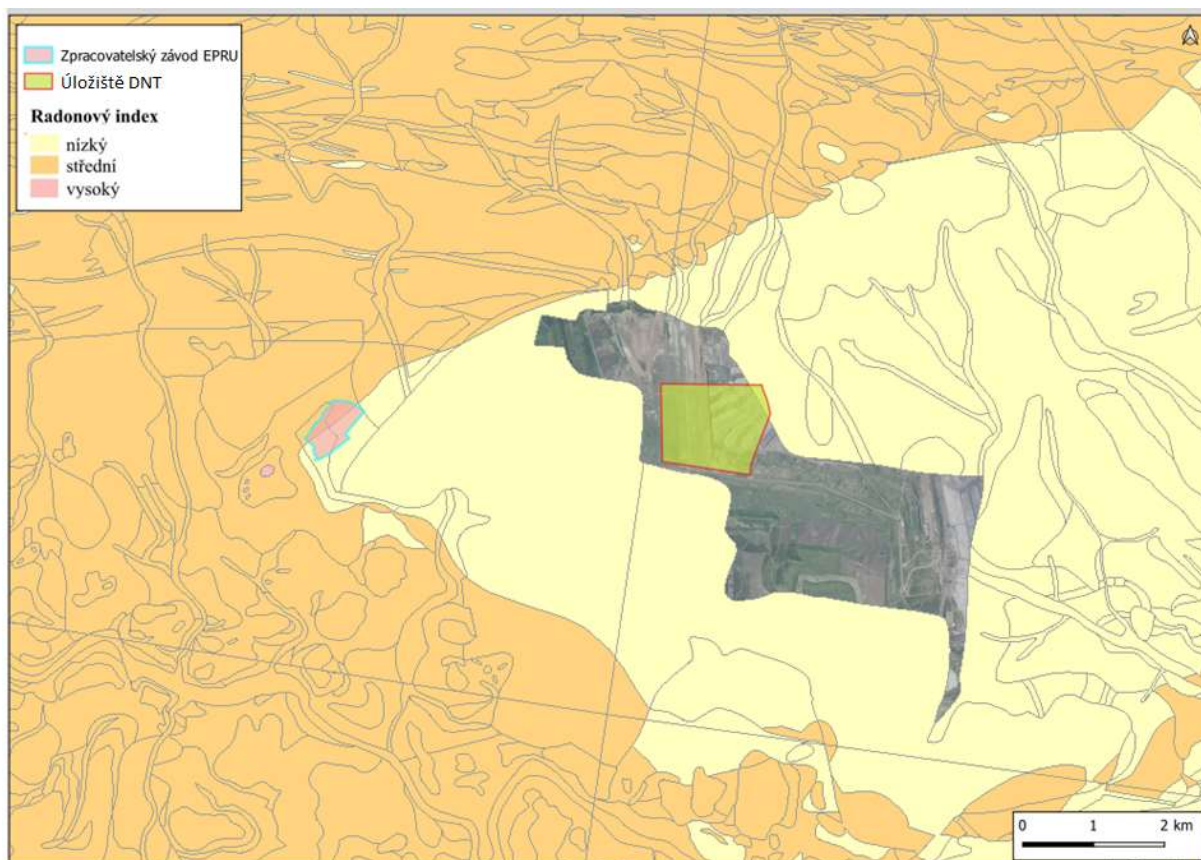 Zpracovatelský závod EPRU
Úložiště DNT
Radonový index
nízký
střední
vysoký
0 1 2 km